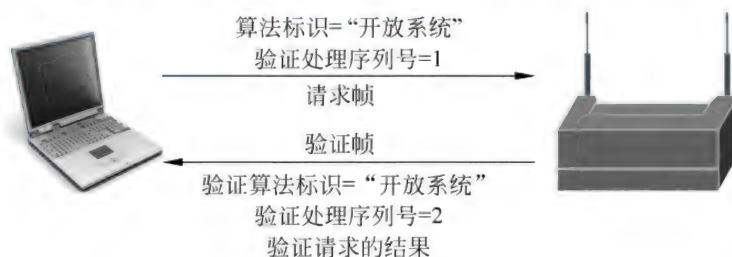 算法标识=“开放系统”
验证处理序列号=1
请求帧
验证帧
验证算法标识=“开放系统”
验证处理序列号=2
验证请求的结果